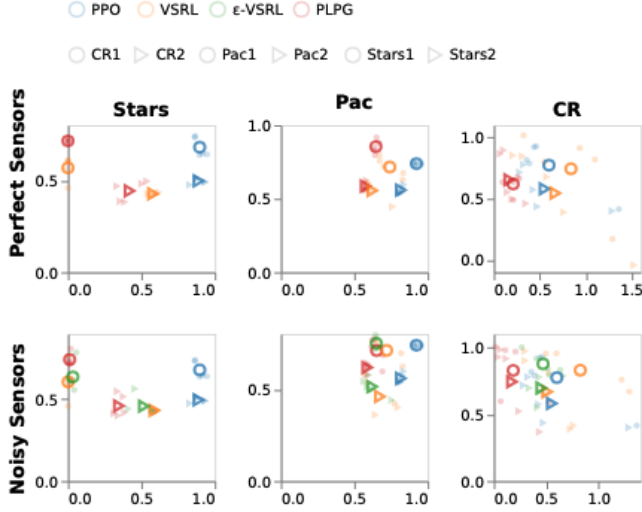 PPO VSRL ε-VSRL PLPG
CR1 CR2 Pac1 Pac2 Stars1 Stars2
Stars Pac CR
Perfect Sensors
1.0 1.0
0.5 0.5 0.5
0.0 0.0 0.0
0.0 0.5 1.0 0.0 0.5 1.0 0.0 0.5 1.0 1.5
Noisy Sensors
1.0
0.5 0.5 0.5
0.0 0.0 0.0
0.0 0.5 1.0 0.0 0.5 1.0 0.0 0.5 1.0